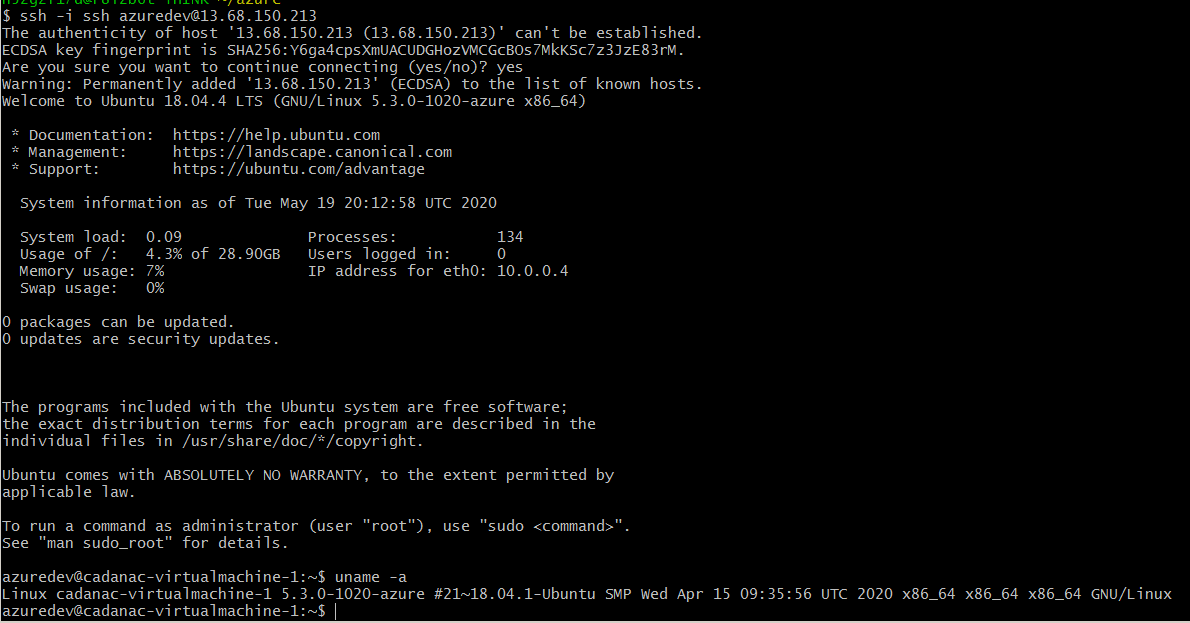 $ ssh -i ssh azuredev@13.68.150.213
The authenticity of host '13.68.150.213 (13.68.150.213)' can't be established.
ECDSA key fingerprint is SHA256:Y6ga4cpsXmUACUDGHozVMCGcBOs7MkKSc7z3JzE83rM.
Are you sure you want to continue connecting (yes/no)? yes
Warning: Permanently added '13.68.150.213' (ECDSA) to the list of known hosts.
Welcome to Ubuntu 18.04.4 LTS (GNU/Linux 5.3.0-1020-azure x86_64)
* Documentation: https://help.ubuntu.com
* Management: https://landscape.canonical.com
* Support: https://ubuntu.com/advantage
System information as of Tue May 19 20:12:58 UTC 2020
System load: 0.09 Processes: 134
Usage of /: 4.3% of 28.90GB Users logged in: 0
Memory usage: 7% IP address for eth0: 10.0.0.4
Swap usage: 0%
0 packages can be updated.
0 updates are security updates.
The programs included with the Ubuntu system are free software;
the exact distribution terms for each program are described in the
individual files in /usr/share/doc/*/copyright.
Ubuntu comes with ABSOLUTELY NO WARRANTY, to the extent permitted by
applicable law.
To run a command as administrator (user "root"), use "sudo <command>".
See "man sudo_root" for details.
azuredev@cadanac-virtualmachine-1:~$ uname -a
Linux cadanac-virtualmachine-1 5.3.0-1020-azure #21~18.04.1-Ubuntu SMP Wed Apr 15 09:35:56 UTC 2020 x86_64 x86_64 x86_64 GNU/Linux
azuredev@cadanac-virtualmachine-1:~$